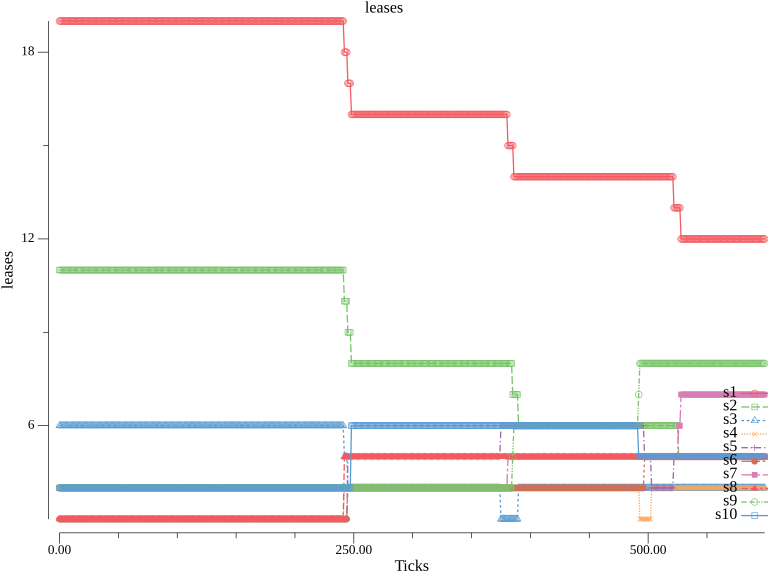 leases
18
12
6
leases
s1
s2
s3
s4
s5
s6
s7
s8
s9
s10
0.00
250.00
500.00
Ticks